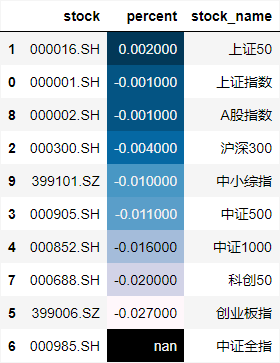 stock percent stock_name
1 000016.SH 0.002000 上证50
0 000001.SH -0.001000 上证指数
8 000002.SH -0.001000 A股指数
2 000300.SH -0.004000 沪深300
9 399101.SZ -0.010000 中小综指
3 000905.SH -0.011000 中证500
4 000852.SH -0.016000 中证1000
7 000688.SH -0.020000 科创50
5 399006.SZ -0.027000 创业板指
6 000985.SH nan 中证全指